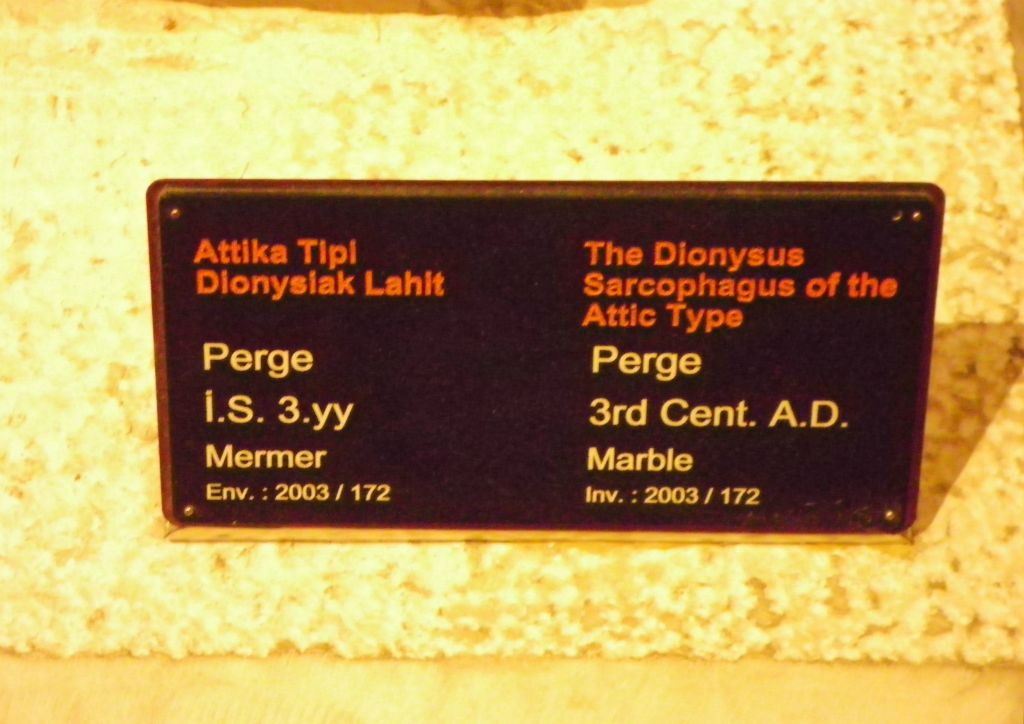 Attika Tipi
Dionysiak Lahit
Perge
İ.S. 3.yy
Mermer
Env. : 2003 / 172
The Dionysus
Sarcophagus of the
Attic Type
Perge
3rd Cent. A.D.
Marble
Inv. : 2003 / 172